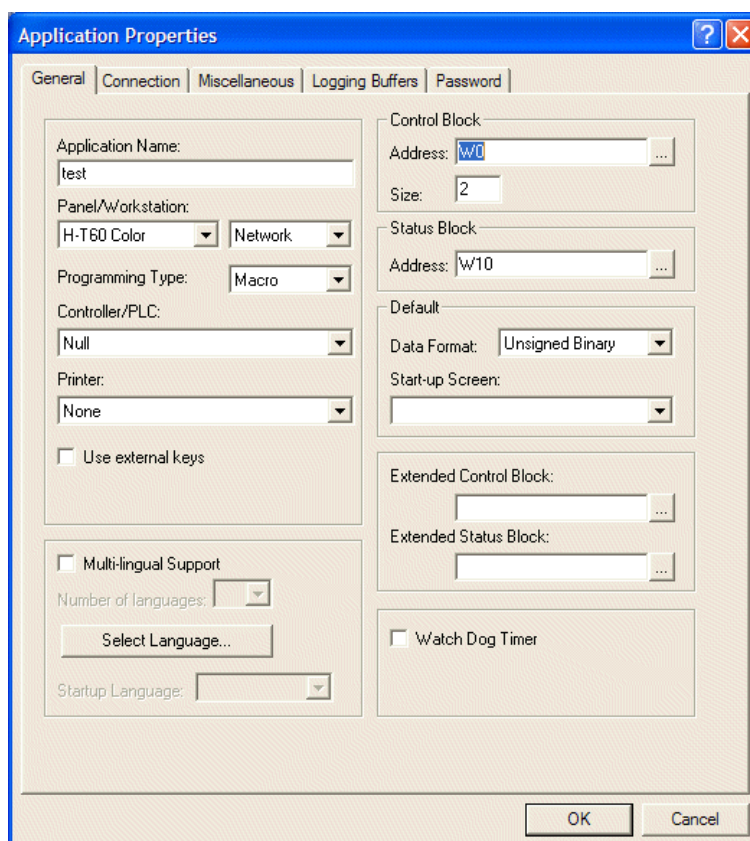 Application Properties
General Connection Miscellaneous Logging Buffers Password
Application Name:
test
Panel/Workstation:
H-T60 Color Network
Programming Type: Macro
Controller/PLC:
Null
Printer:
None
Use external keys
Multi-lingual Support
Number of languages:
Select Language...
Startup Language:
Control Block
Address: W0 ...
Size: 2
Status Block
Address: W10 ...
Default
Data Format: Unsigned Binary
Start-up Screen:
Extended Control Block:
...
Extended Status Block:
...
Watch Dog Timer
OK Cancel